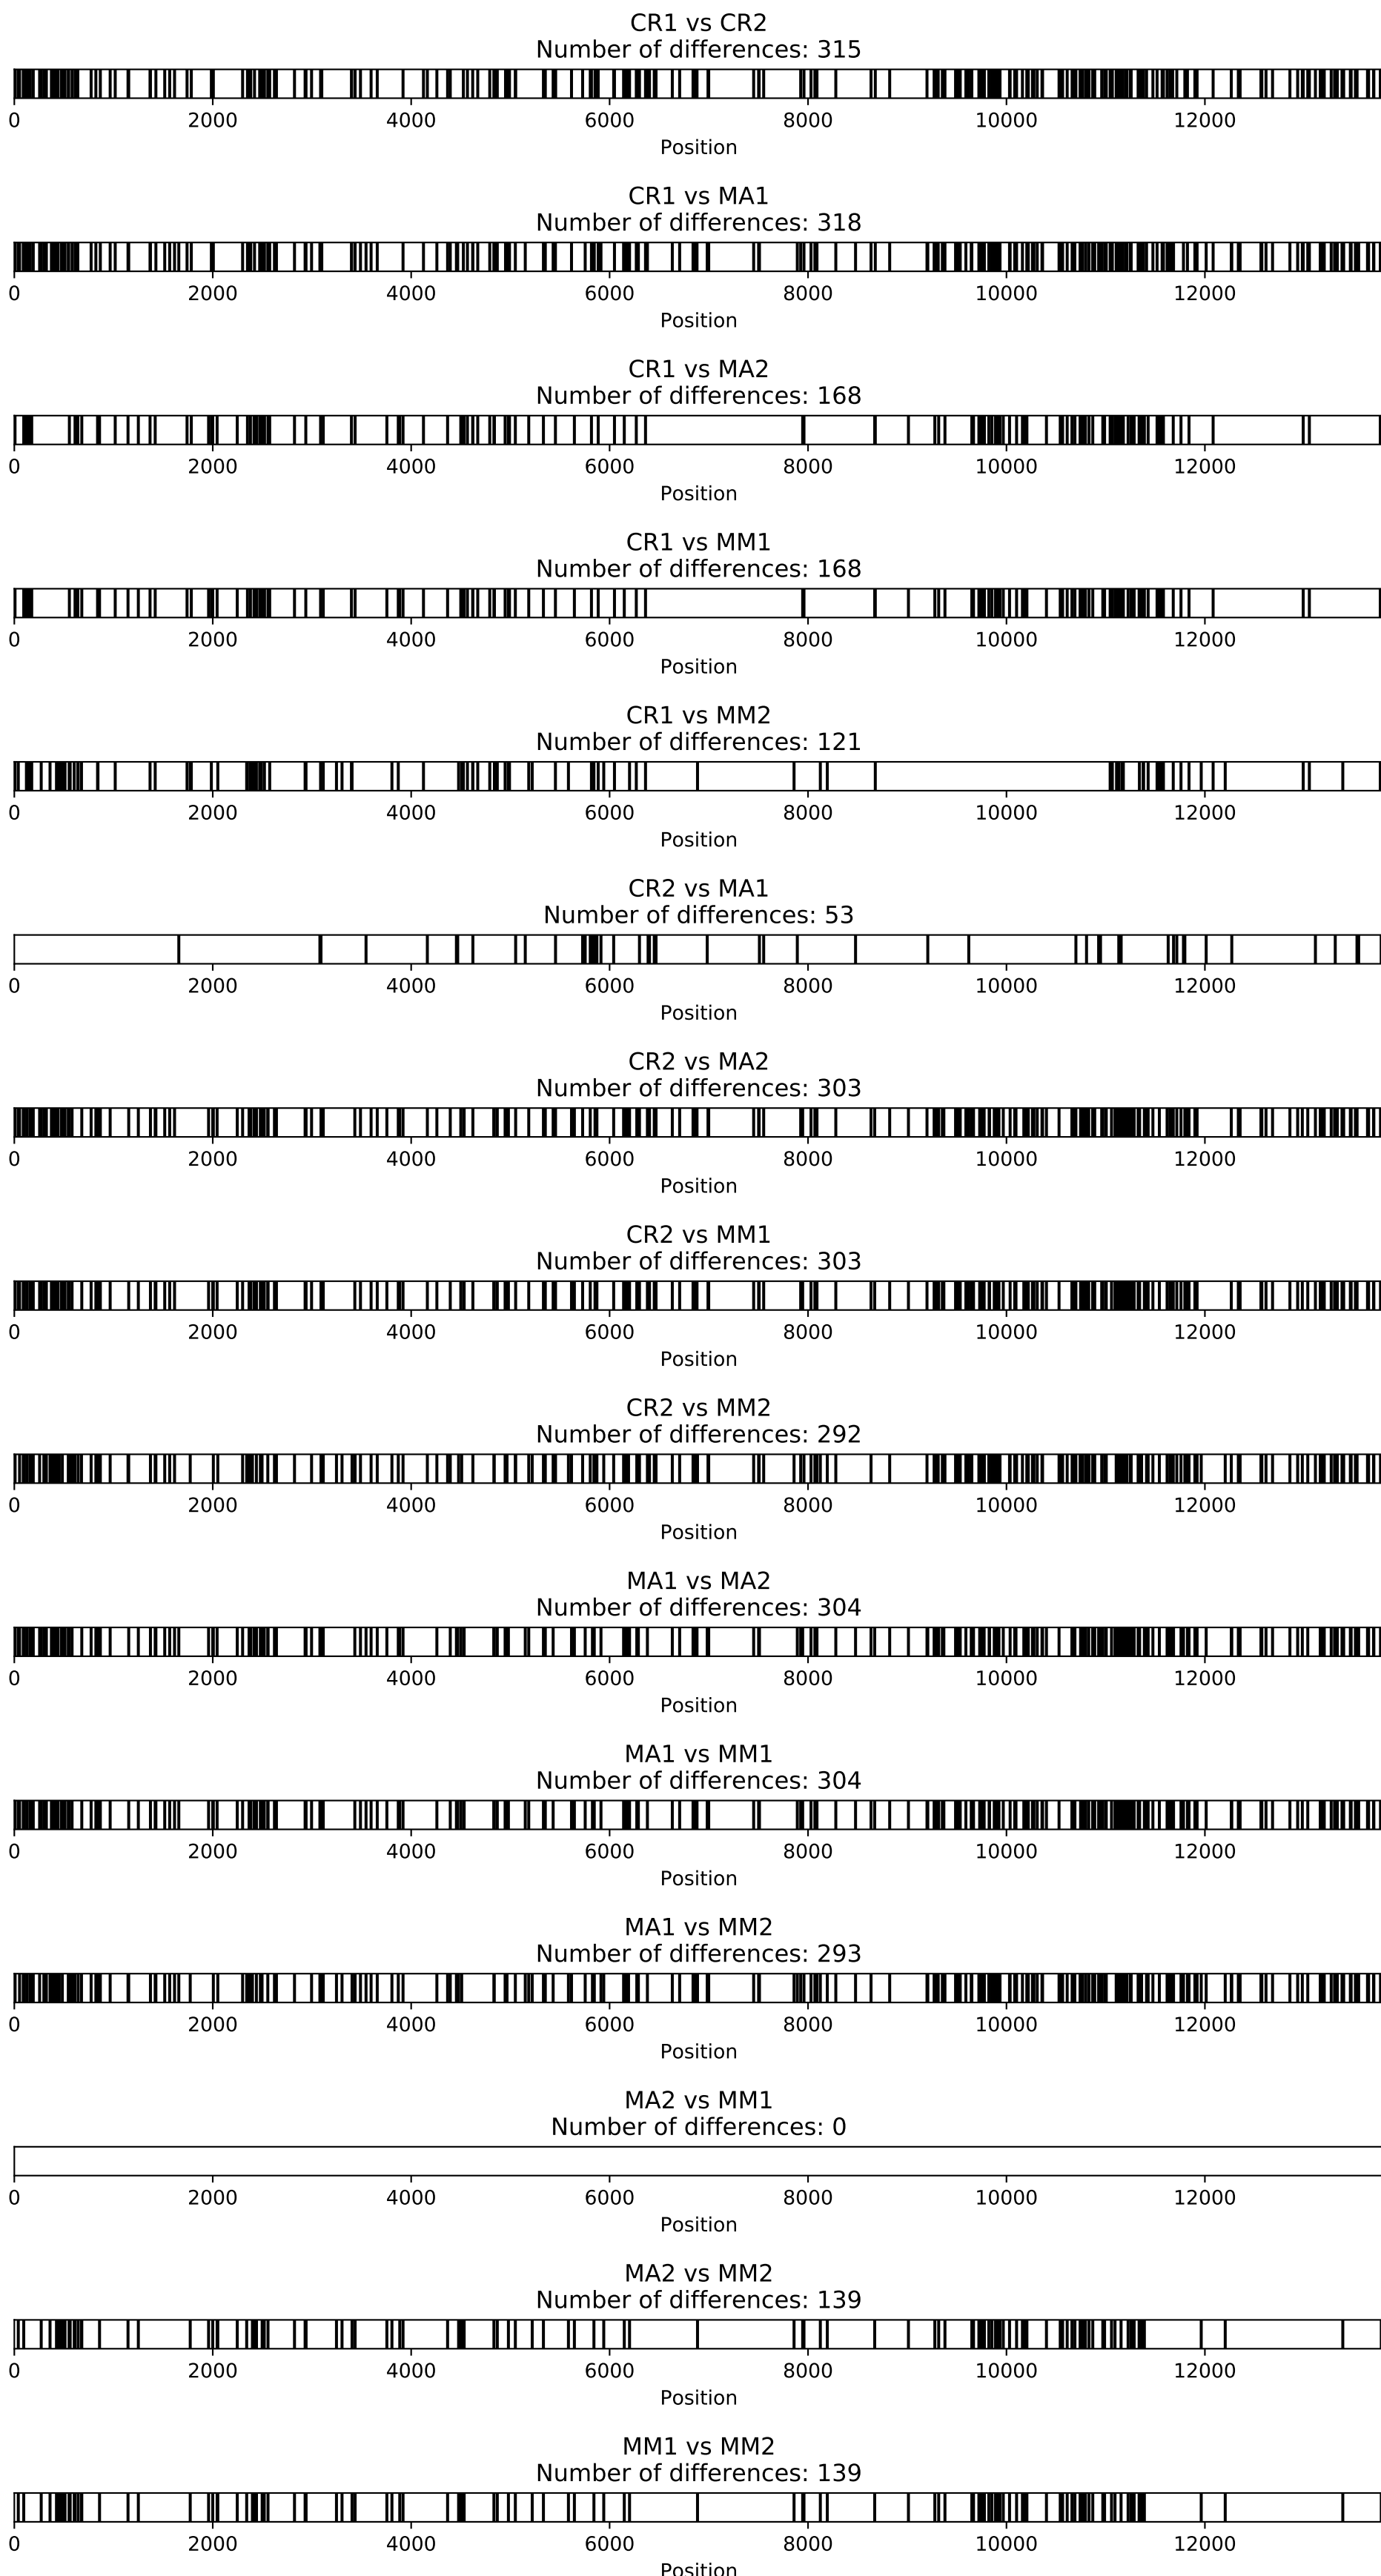 CR1 vs CR2
Number of differences: 315
0 2000 4000 6000 8000 10000 12000
Position
CR1 vs MA1
Number of differences: 318
0 2000 4000 6000 8000 10000 12000
Position
CR1 vs MA2
Number of differences: 168
0 2000 4000 6000 8000 10000 12000
Position
CR1 vs MM1
Number of differences: 168
0 2000 4000 6000 8000 10000 12000
Position
CR1 vs MM2
Number of differences: 121
0 2000 4000 6000 8000 10000 12000
Position
CR2 vs MA1
Number of differences: 53
0 2000 4000 6000 8000 10000 12000
Position
CR2 vs MA2
Number of differences: 303
0 2000 4000 6000 8000 10000 12000
Position
CR2 vs MM1
Number of differences: 303
0 2000 4000 6000 8000 10000 12000
Position
CR2 vs MM2
Number of differences: 292
0 2000 4000 6000 8000 10000 12000
Position
MA1 vs MA2
Number of differences: 304
0 2000 4000 6000 8000 10000 12000
Position
MA1 vs MM1
Number of differences: 304
0 2000 4000 6000 8000 10000 12000
Position
MA1 vs MM2
Number of differences: 293
0 2000 4000 6000 8000 10000 12000
Position
MA2 vs MM1
Number of differences: 0
0 2000 4000 6000 8000 10000 12000
Position
MA2 vs MM2
Number of differences: 139
0 2000 4000 6000 8000 10000 12000
Position
MM1 vs MM2
Number of differences: 139
0 2000 4000 6000 8000 10000 12000
Position